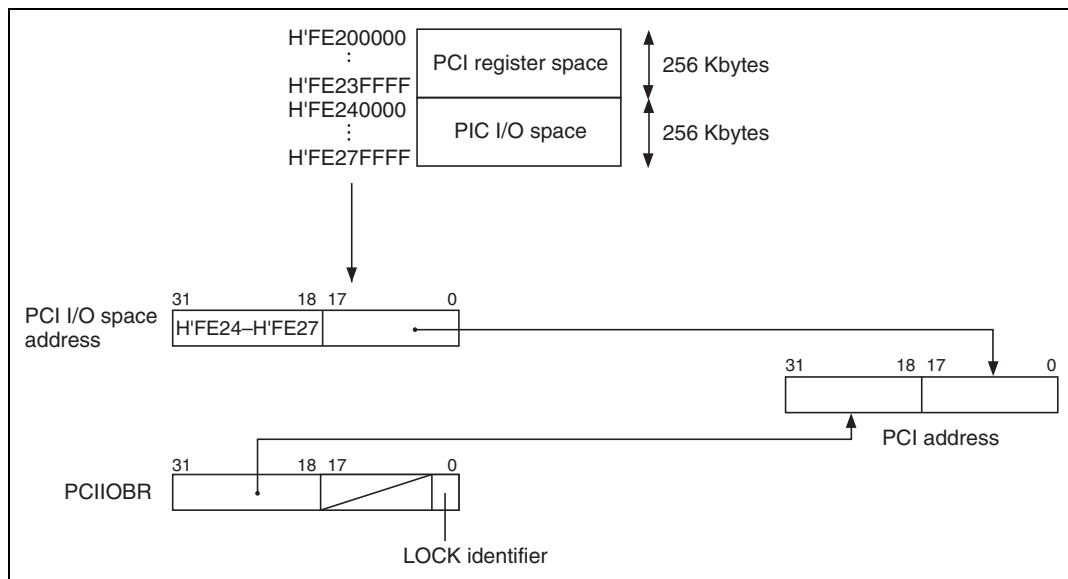 H'FE200000
⋮
H'FE23FFFF
PCI register space
256 Kbytes
H'FE240000
⋮
H'FE27FFFF
PIC I/O space
256 Kbytes
31 18 17 0
PCI I/O space
address
H'FE24–H'FE27
31 18 17 0
PCI address
31 18 17 0
PCIIOBR
LOCK identifier